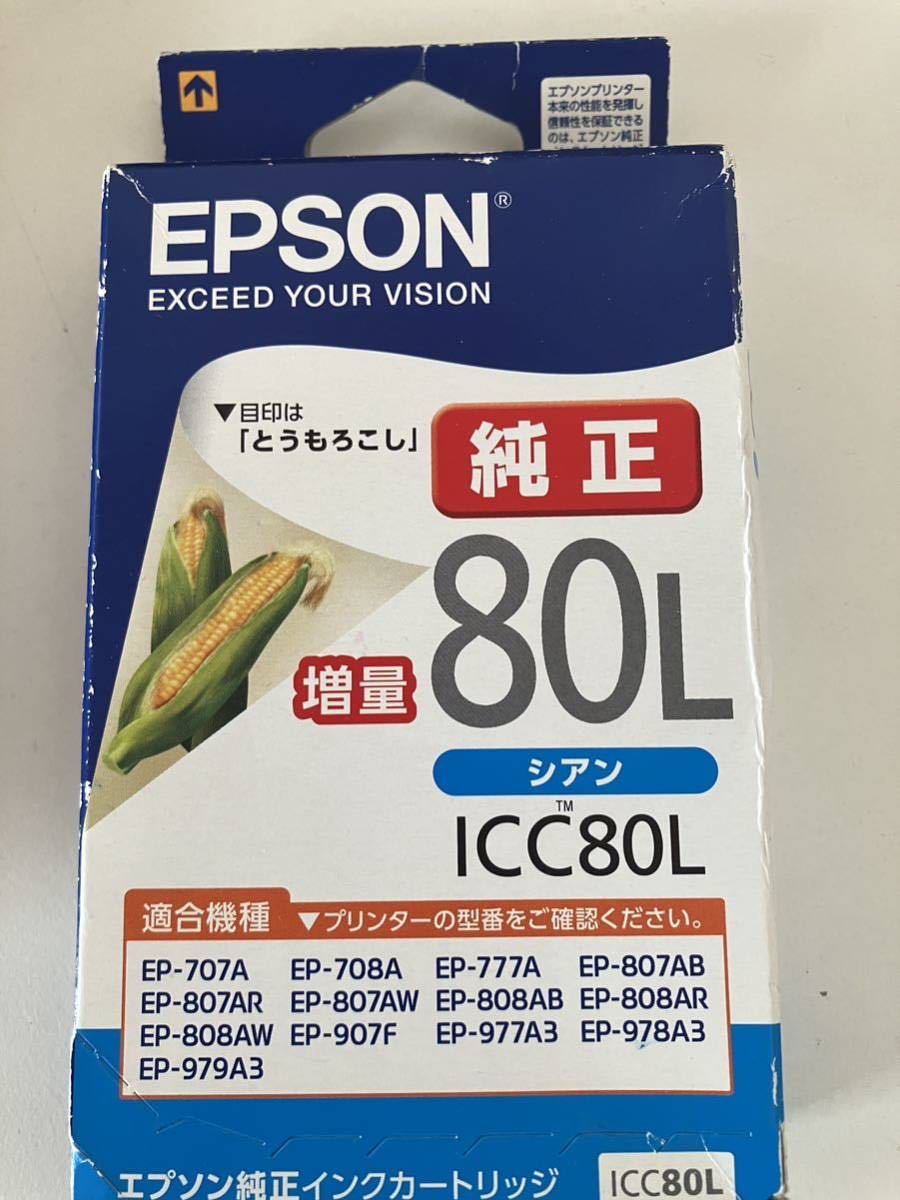 エプソンプリンター
本来の性能を発揮し
信頼性を保証できる
のは、エプソン純正
EPSON®
EXCEED YOUR VISION
▼目印は
「とうもろこし」
純正
80L
増量
シアン
ICC™80L
適合機種 ▼プリンターの型番をご確認ください。
EP-707A EP-708A EP-777A EP-807AB
EP-807AR EP-807AW EP-808AB EP-808AR
EP-808AW EP-907F EP-977A3 EP-978A3
EP-979A3
エプソン純正インクカートリッジ ICC80L